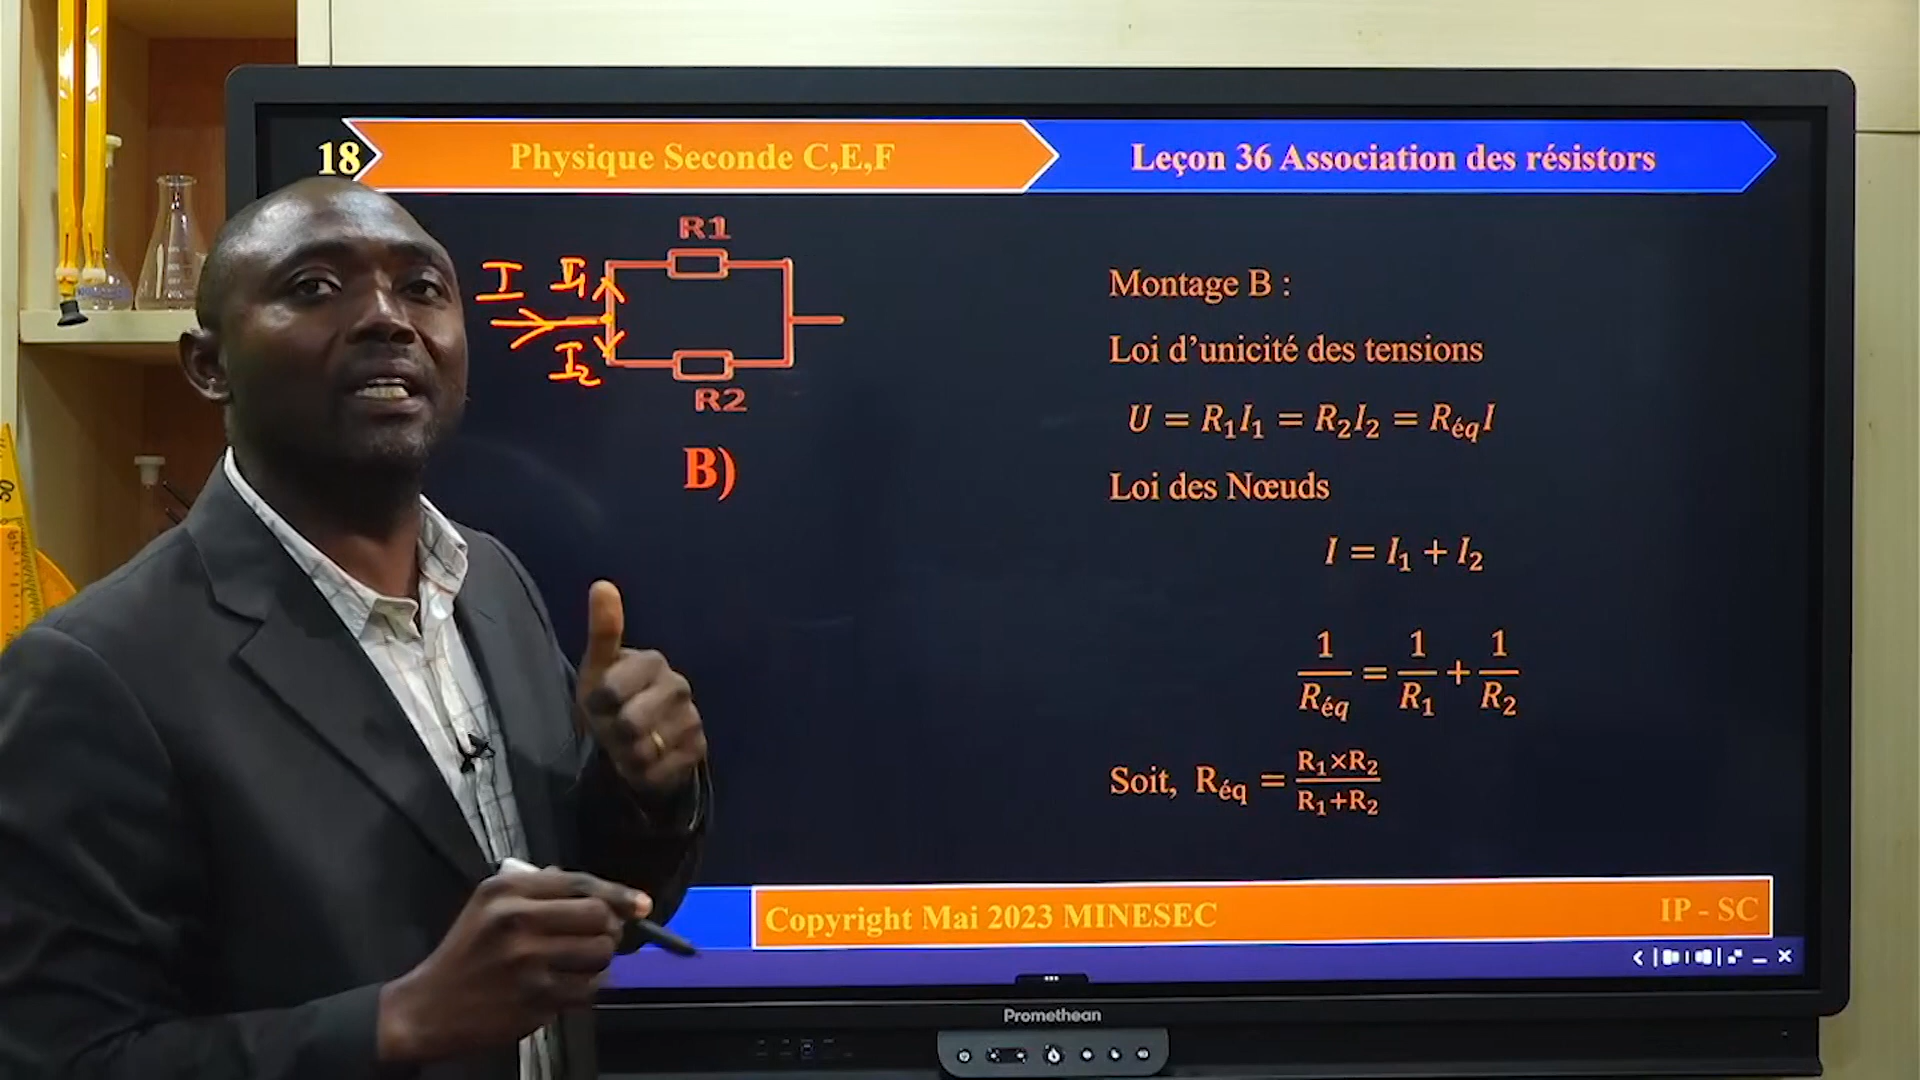 18
Physique Seconde C,E,F
Leçon 36 Association des résistors
R1
I I1
I2
R2
B)
Montage B :
Loi d'unicité des tensions
U = R₁I₁ = R₂I₂ = RéqI
Loi des Nœuds
I = I₁ + I₂
1/Réq = 1/R₁ + 1/R₂
Soit, Réq = R₁×R₂/R₁+R₂
Copyright Mai 2023 MINESEC
IP - SC
Promethean
50